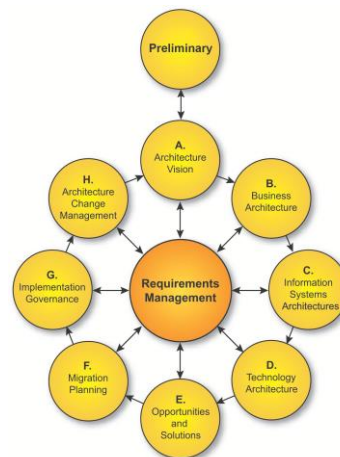 Preliminary
A.
Architecture
Vision
B.
Business
Architecture
C.
Information
Systems
Architectures
D.
Technology
Architecture
E.
Opportunities
and
Solutions
F.
Migration
Planning
G.
Implementation
Governance
H.
Architecture
Change
Management
Requirements
Management